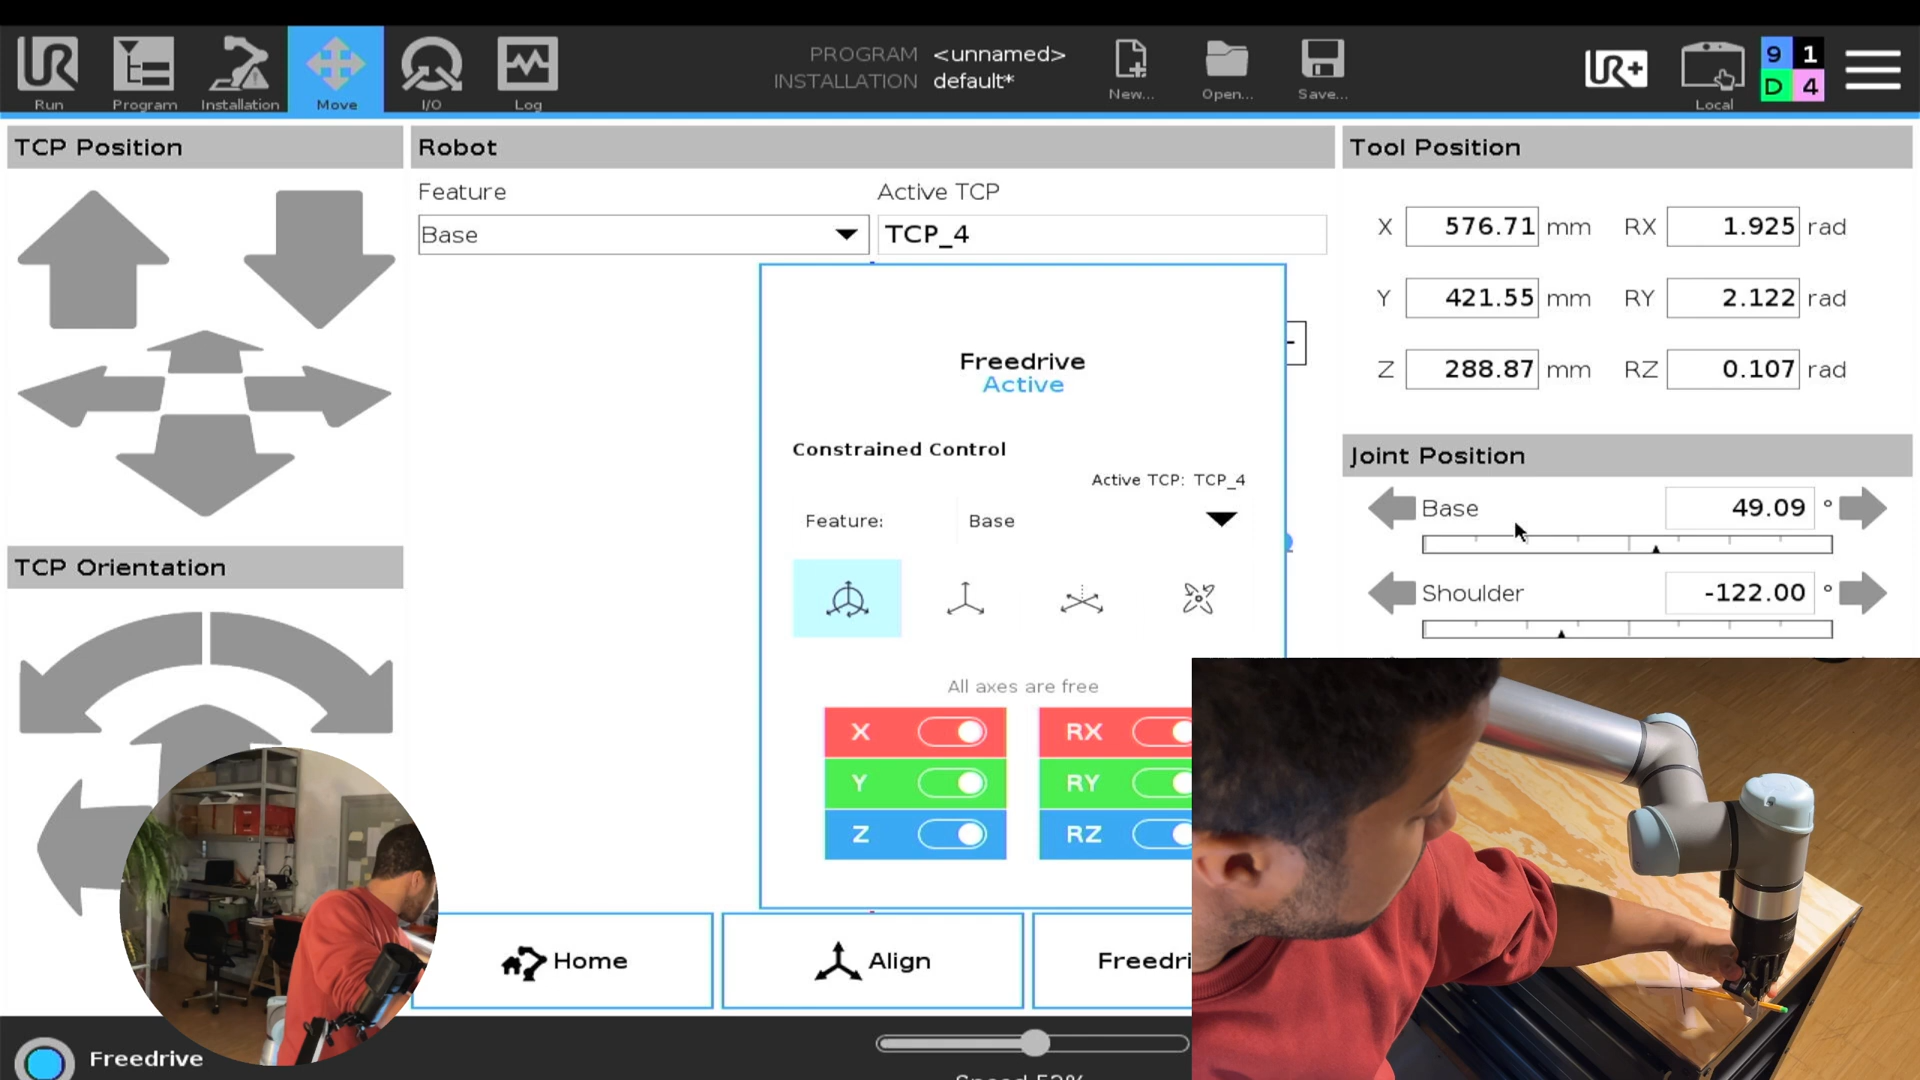 UR
Run
Program
Installation
Move
I/O
Log
PROGRAM <unnamed>
INSTALLATION default*
New...
Open...
Save...
UR+
Local
9 1
D 4
TCP Position
Robot
Tool Position
Feature
Active TCP
Base
TCP_4
X 576.71 mm RX 1.925 rad
Y 421.55 mm RY 2.122 rad
Z 288.87 mm RZ 0.107 rad
Freedrive
Active
Constrained Control
Active TCP: TCP_4
Feature: Base
All axes are free
X RX
Y RY
Z RZ
Joint Position
Base 49.09 °
Shoulder -122.00 °
TCP Orientation
Home
Align
Freedri
Freedrive
Speed 52%